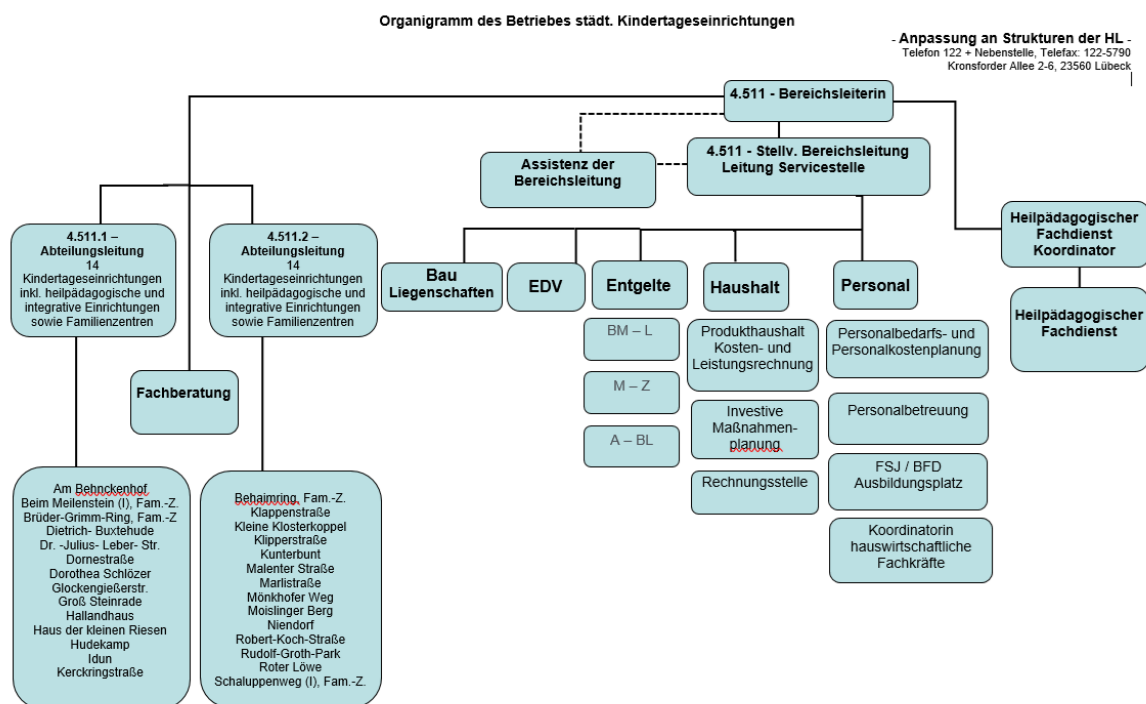 Organigramm des Betriebes städt. Kindertageseinrichtungen
- Anpassung an Strukturen der HL -
Telefon 122 + Nebenstelle, Telefax: 122-5790
Kronsforder Allee 2-6, 23560 Lübeck
4.511 - Bereichsleiterin
4.511 - Stellv. Bereichsleitung
Leitung Servicestelle
Assistenz der
Bereichsleitung
4.511.1 –
Abteilungsleitung
14
Kindertageseinrichtungen
inkl. heilpädagogische und
integrative Einrichtungen
sowie Familienzentren
4.511.2 –
Abteilungsleitung
14
Kindertageseinrichtungen
inkl. heilpädagogische und
integrative Einrichtungen
sowie Familienzentren
Heilpädagogischer
Fachdienst
Koordinator
Heilpädagogischer
Fachdienst
Bau
Liegenschaften
EDV
Entgelte
Haushalt
Personal
BM – L
M – Z
A – BL
Produkthaushalt
Kosten- und
Leistungsrechnung
Investive
Maßnahmen-
planung
Rechnungsstelle
Personalbedarfs- und
Personalkostenplanung
Personalbetreuung
FSJ / BFD
Ausbildungsplatz
Koordinatorin
hauswirtschaftliche
Fachkräfte
Fachberatung
Am Behnckenhof
Beim Meilenstein (I), Fam.-Z.
Brüder-Grimm-Ring, Fam.-Z
Dietrich- Buxtehude
Dr. -Julius- Leber- Str.
Dornestraße
Dorothea Schlözer
Glockengießerstr.
Groß Steinrade
Hallandhaus
Haus der kleinen Riesen
Hudekamp
Idun
Kerckringstraße
Behaimring, Fam.-Z.
Klappenstraße
Kleine Klosterkoppel
Klipperstraße
Kunterbunt
Malenter Straße
Marlistraße
Mönkhofer Weg
Moislinger Berg
Niendorf
Robert-Koch-Straße
Rudolf-Groth-Park
Roter Löwe
Schaluppenweg (I), Fam.-Z.